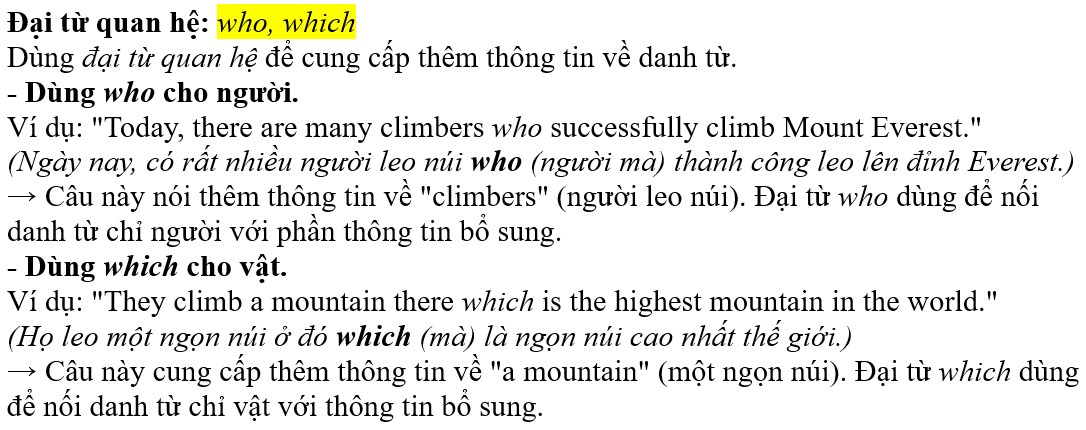 Đại từ quan hệ: who, which
Dùng đại từ quan hệ để cung cấp thêm thông tin về danh từ.
- Dùng who cho người.
Ví dụ: "Today, there are many climbers who successfully climb Mount Everest."
(Ngày nay, có rất nhiều người leo núi who (người mà) thành công leo lên đỉnh Everest.)
→ Câu này nói thêm thông tin về "climbers" (người leo núi). Đại từ who dùng để nối
danh từ chỉ người với phần thông tin bổ sung.
- Dùng which cho vật.
Ví dụ: "They climb a mountain there which is the highest mountain in the world."
(Họ leo một ngọn núi ở đó which (mà) là ngọn núi cao nhất thế giới.)
→ Câu này cung cấp thêm thông tin về "a mountain" (một ngọn núi). Đại từ which dùng
để nối danh từ chỉ vật với thông tin bổ sung.